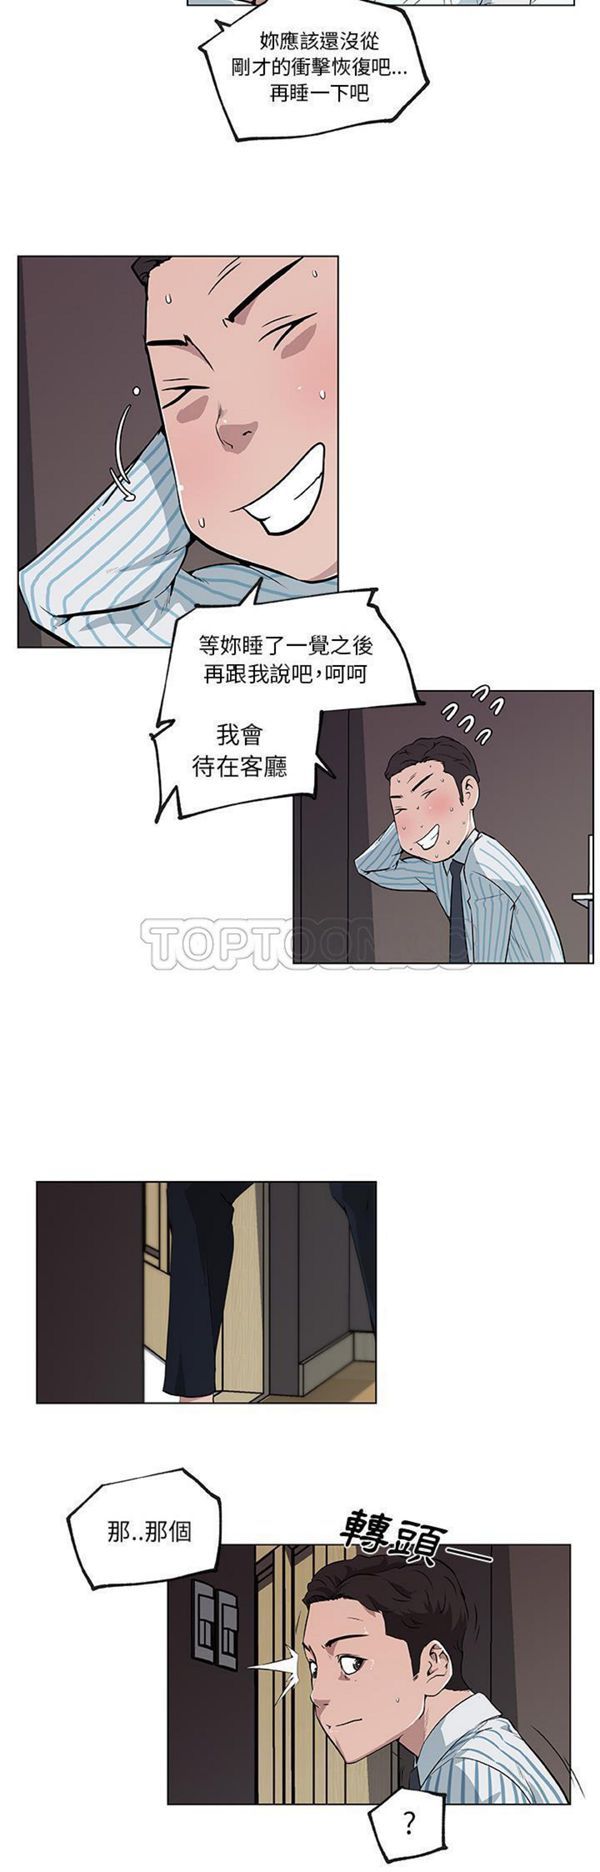 妳應該還沒從
剛才的衝擊恢復吧...
再睡一下吧
等妳睡了一覺之後
再跟我說吧，呵呵
我會
待在客廳
TOPTOON
那..那個
轉頭—
?